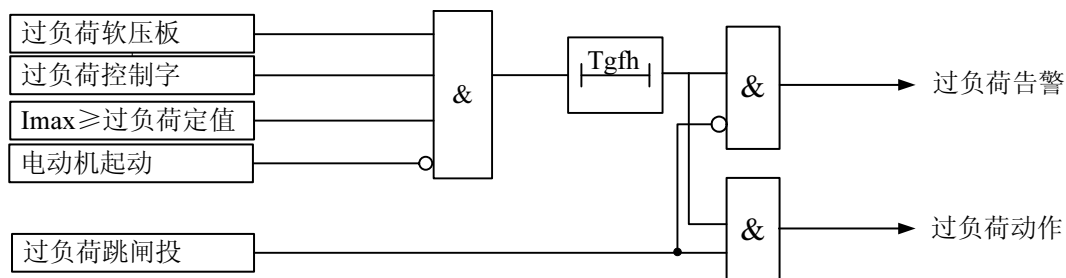 过负荷软压板
过负荷控制字
Imax≥过负荷定值
电动机起动
过负荷跳闸投
&
Tgfh
&
过负荷告警
&
过负荷动作